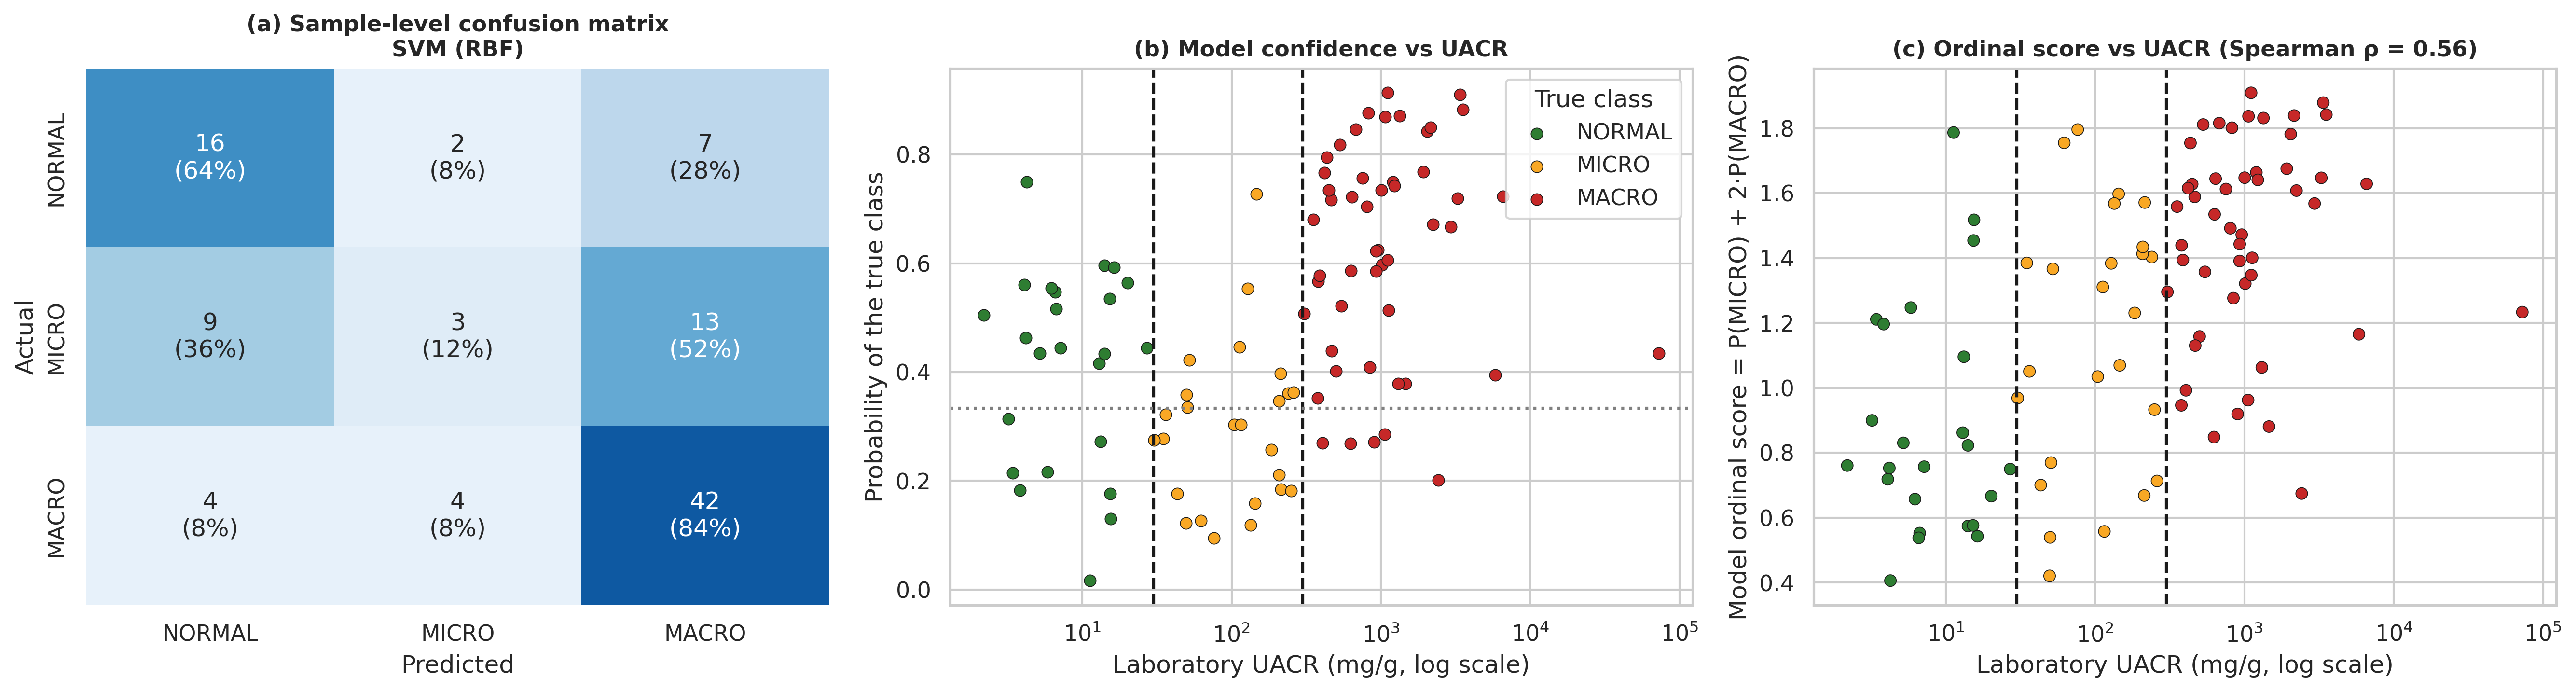 (a) Sample-level confusion matrix
SVM (RBF)
Actual
NORMAL
MICRO
MACRO
16
(64%)
2
(8%)
7
(28%)
9
(36%)
3
(12%)
13
(52%)
4
(8%)
4
(8%)
42
(84%)
NORMAL
MICRO
MACRO
Predicted
(b) Model confidence vs UACR
Probability of the true class
0.8
0.6
0.4
0.2
0.0
True class
NORMAL
MICRO
MACRO
10¹
10²
10³
10⁴
10⁵
Laboratory UACR (mg/g, log scale)
(c) Ordinal score vs UACR (Spearman ρ = 0.56)
Model ordinal score = P(MICRO) + 2·P(MACRO)
1.8
1.6
1.4
1.2
1.0
0.8
0.6
0.4
10¹
10²
10³
10⁴
10⁵
Laboratory UACR (mg/g, log scale)